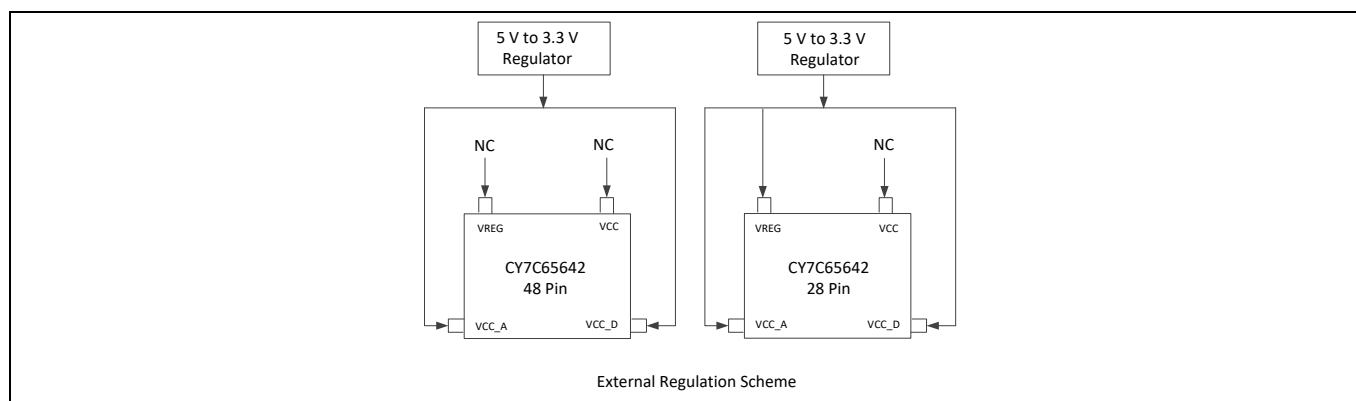 5 V to 3.3 V
Regulator
NC
NC
VREG
VCC
CY7C65642
48 Pin
VCC_A
VCC_D
5 V to 3.3 V
Regulator
NC
VREG
VCC
CY7C65642
28 Pin
VCC_A
VCC_D
External Regulation Scheme